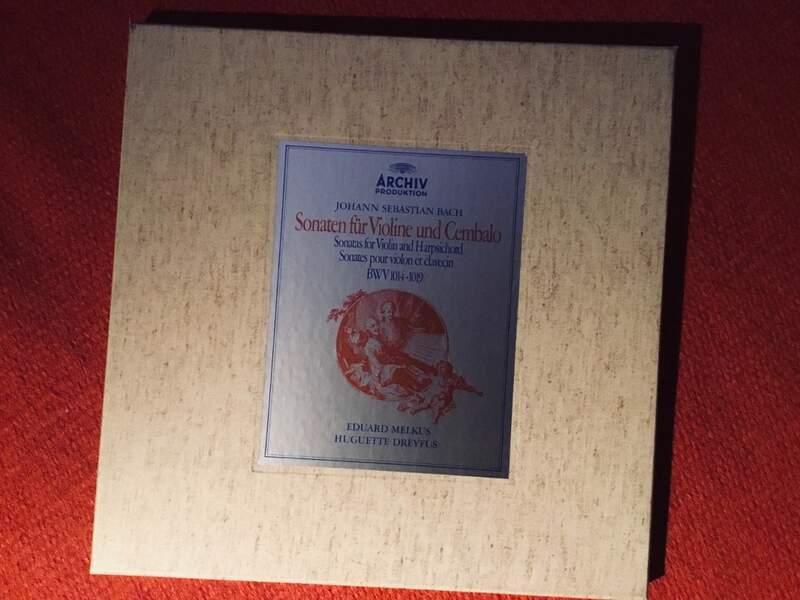 ARCHIV
PRODUKTION
JOHANN SEBASTIAN BACH
Sonaten für Violine und Cembalo
Sonatas for Violin and Harpsichord
Sonates pour violon et clavecin
BWV 1014-1019
EDUARD MELKUS
HUGUETTE DREYFUS